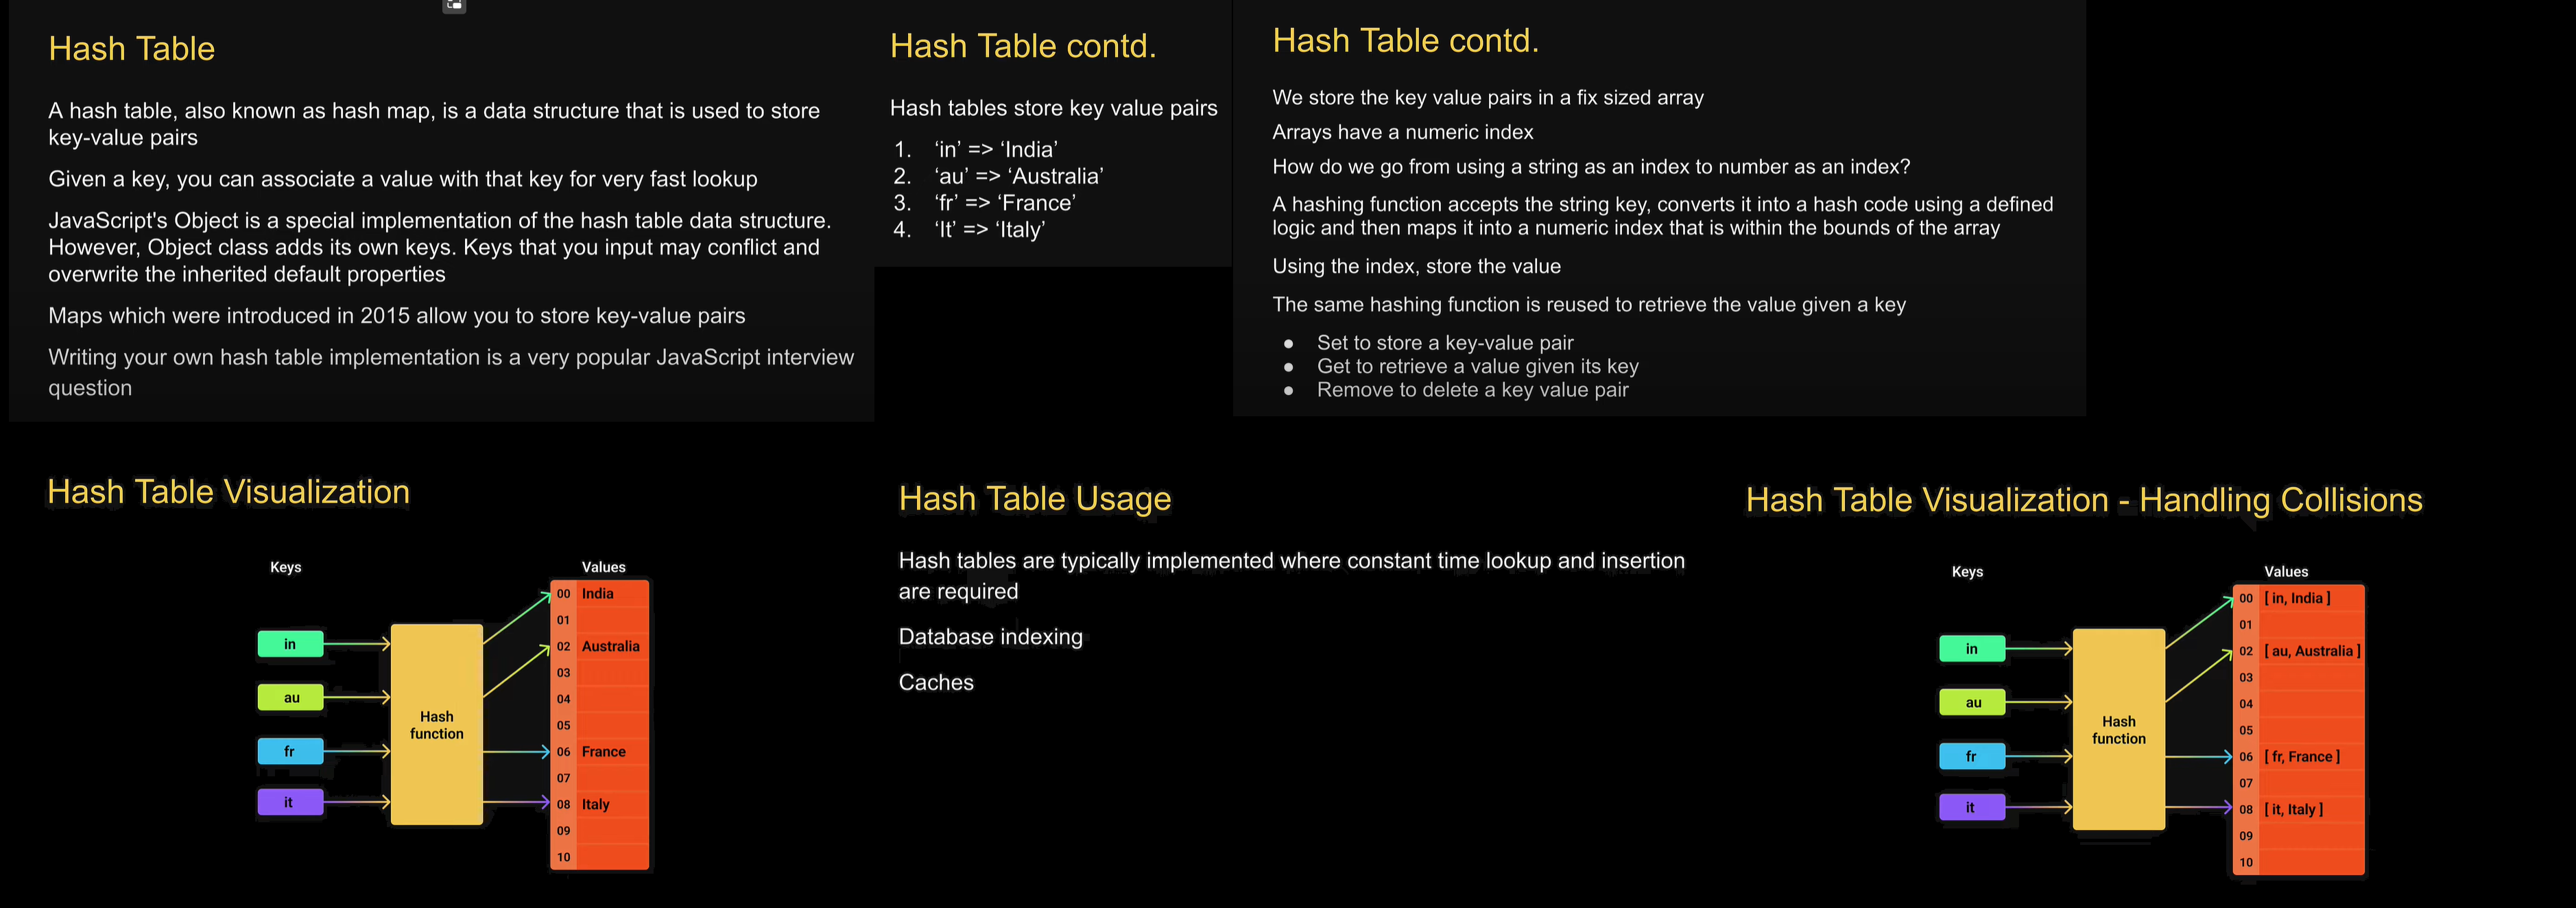 Hash Table
A hash table, also known as hash map, is a data structure that is used to store
key-value pairs
Given a key, you can associate a value with that key for very fast lookup
JavaScript's Object is a special implementation of the hash table data structure.
However, Object class adds its own keys. Keys that you input may conflict and
overwrite the inherited default properties
Maps which were introduced in 2015 allow you to store key-value pairs
Writing your own hash table implementation is a very popular JavaScript interview
question
Hash Table contd.
Hash tables store key value pairs
1. ‘in’ => ‘India’
2. ‘au’ => ‘Australia’
3. ‘fr’ => ‘France’
4. ‘It’ => ‘Italy’
Hash Table contd.
We store the key value pairs in a fix sized array
Arrays have a numeric index
How do we go from using a string as an index to number as an index?
A hashing function accepts the string key, converts it into a hash code using a defined
logic and then maps it into a numeric index that is within the bounds of the array
Using the index, store the value
The same hashing function is reused to retrieve the value given a key
● Set to store a key-value pair
● Get to retrieve a value given its key
● Remove to delete a key value pair
Hash Table Visualization
Keys
in
au
fr
it
Hash
function
Values
00 India
01
02 Australia
03
04
05
06 France
07
08 Italy
09
10
Hash Table Usage
Hash tables are typically implemented where constant time lookup and insertion
are required
Database indexing
Caches
Hash Table Visualization - Handling Collisions
Keys
in
au
fr
it
Hash
function
Values
00 [ in, India ]
01
02 [ au, Australia ]
03
04
05
06 [ fr, France ]
07
08 [ it, Italy ]
09
10